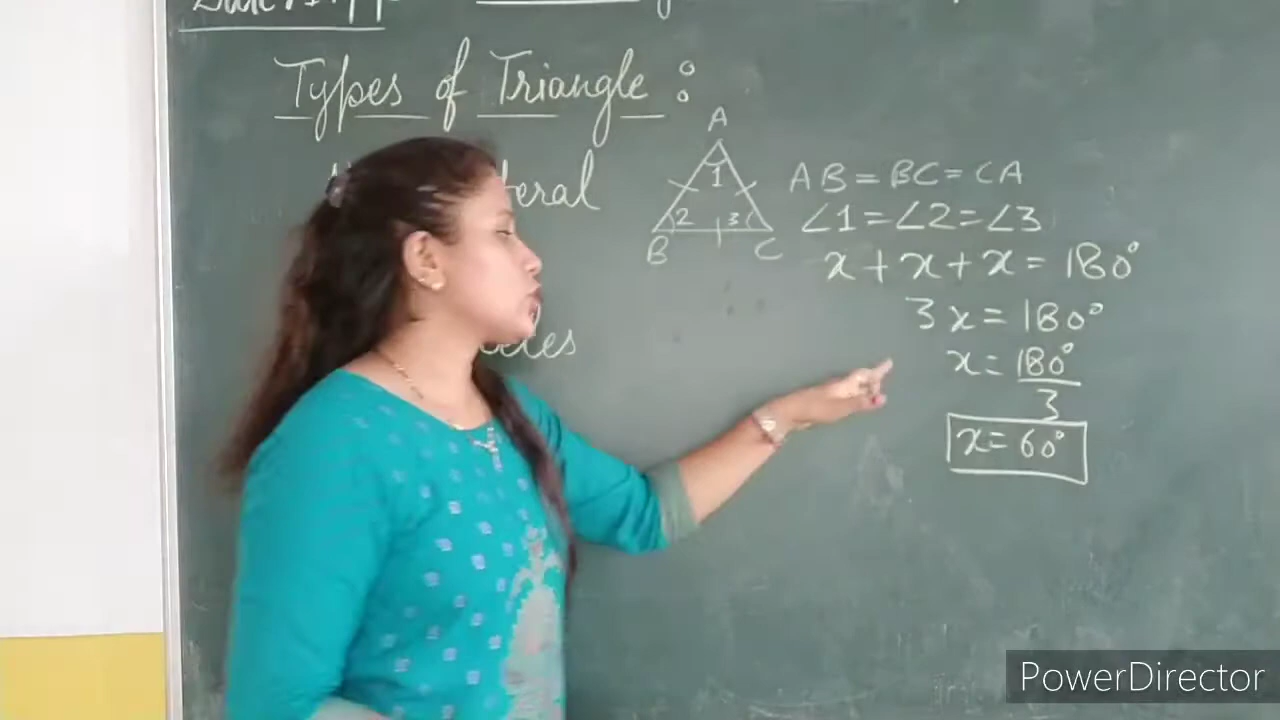 Types of Triangle :
A
1
2
3
B
C
AB = BC = CA
∠1 = ∠2 = ∠3
x + x + x = 180°
3x = 180°
x = 180°
3
x = 60°
PowerDirector